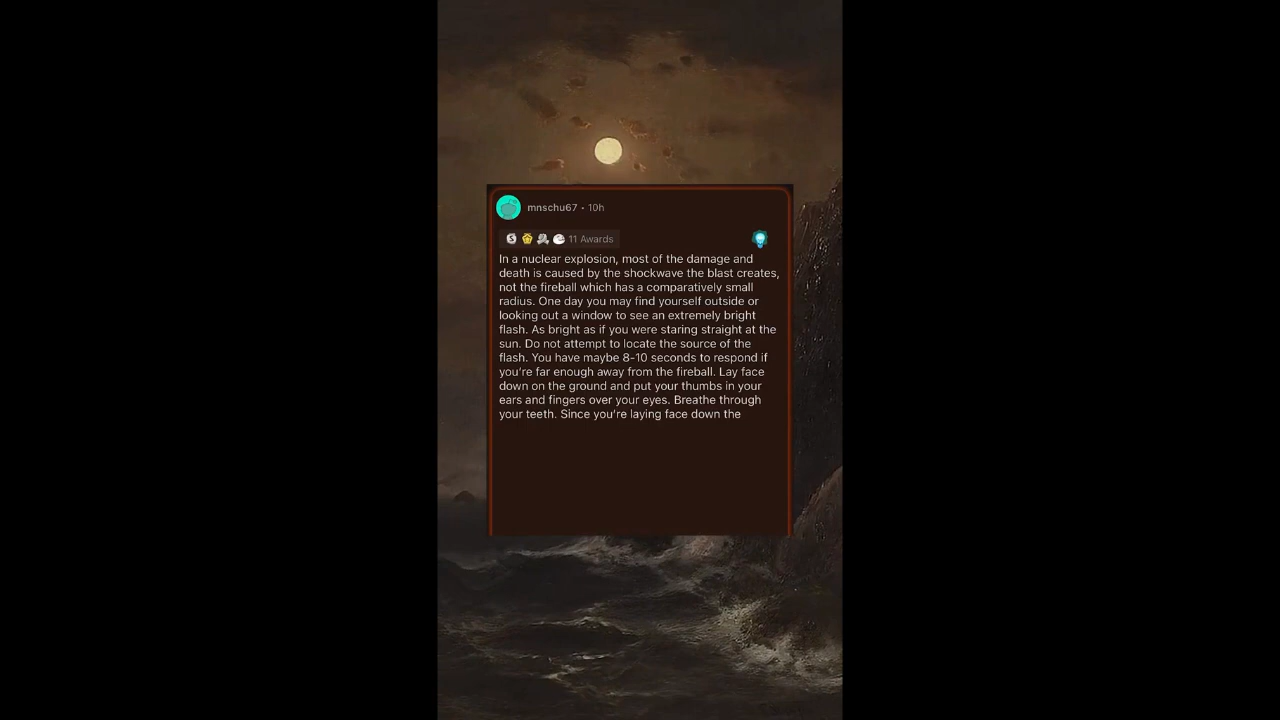 mnschu67 • 10h
11 Awards
In a nuclear explosion, most of the damage and
death is caused by the shockwave the blast creates,
not the fireball which has a comparatively small
radius. One day you may find yourself outside or
looking out a window to see an extremely bright
flash. As bright as if you were staring straight at the
sun. Do not attempt to locate the source of the
flash. You have maybe 8-10 seconds to respond if
you're far enough away from the fireball. Lay face
down on the ground and put your thumbs in your
ears and fingers over your eyes. Breathe through
your teeth. Since you're laying face down the